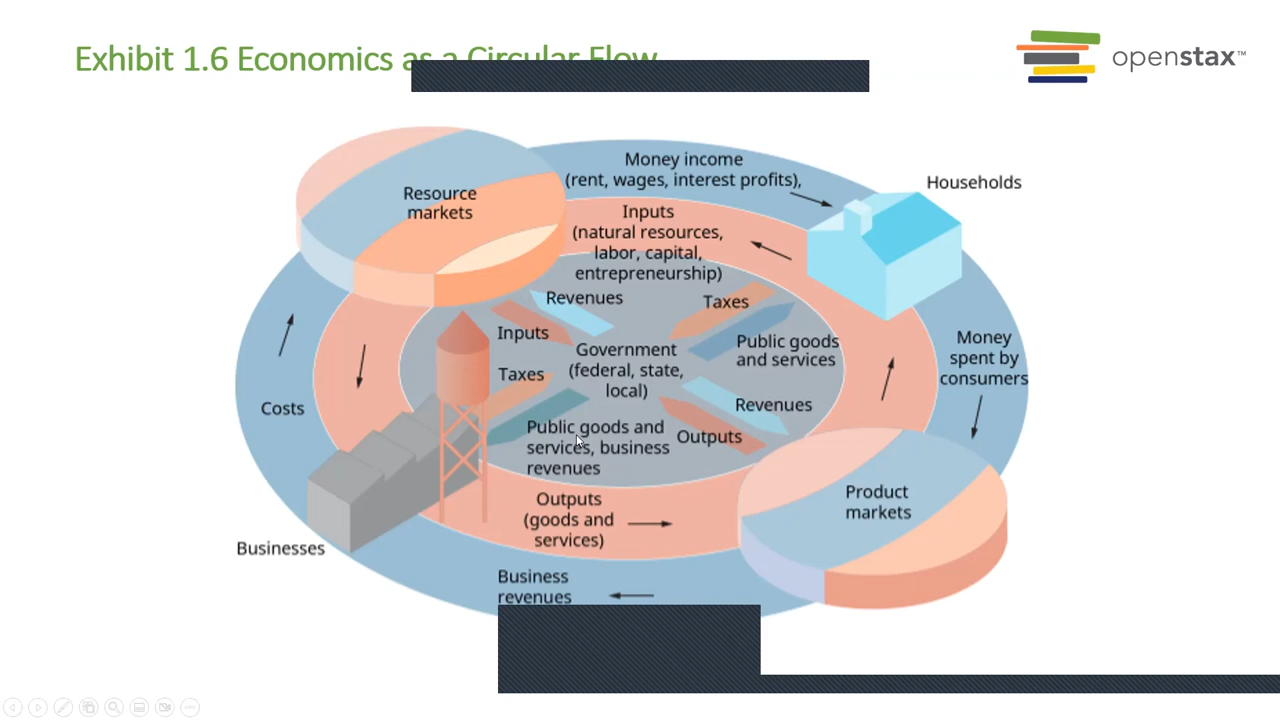 Exhibit 1.6 Economics as a Circular Flow
openstax™
Money income
(rent, wages, interest profits),
Households
Resource
markets
Inputs
(natural resources,
labor, capital,
entrepreneurship)
Revenues
Taxes
Inputs
Public goods
and services
Government
(federal, state,
local)
Money
spent by
consumers
Taxes
Costs
Revenues
Public goods and
services, business
revenues
Outputs
Product
markets
Outputs
(goods and
services)
Businesses
Business
revenues